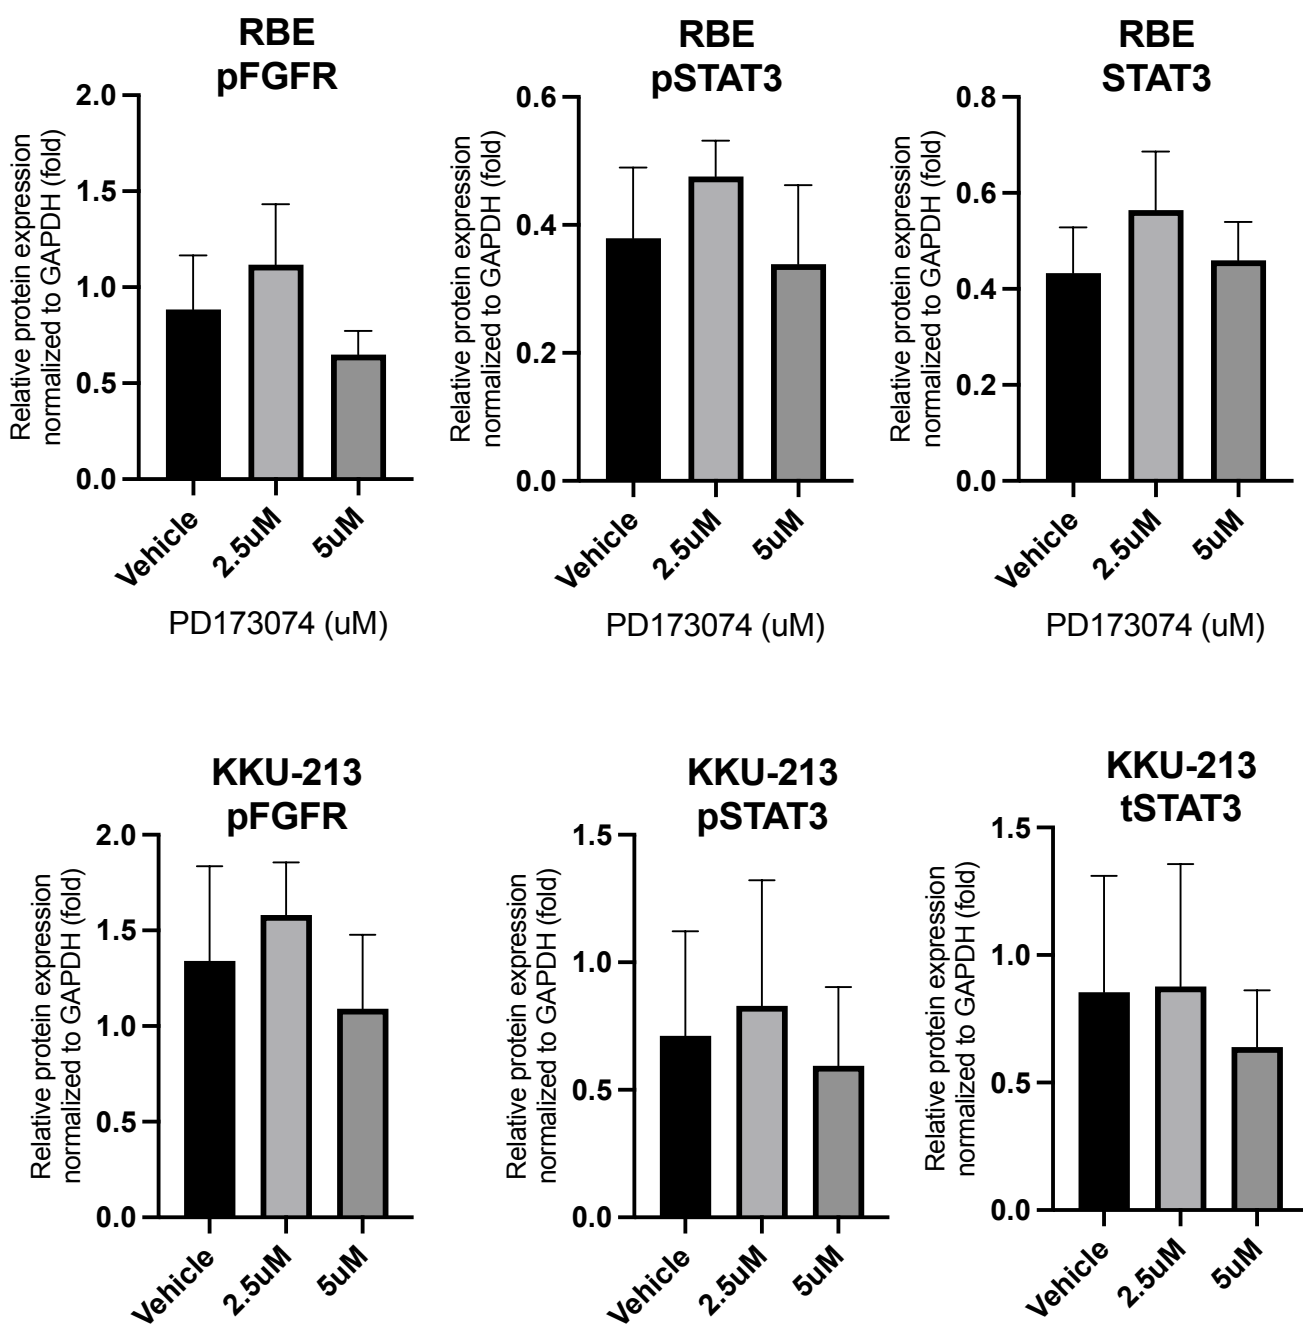 RBE
pFGFR
Relative protein expression
normalized to GAPDH (fold)
2.0
1.5
1.0
0.5
0.0
Vehicle
2.5uM
5uM
PD173074 (uM)
RBE
pSTAT3
Relative protein expression
normalized to GAPDH (fold)
0.6
0.4
0.2
0.0
Vehicle
2.5uM
5uM
PD173074 (uM)
RBE
STAT3
Relative protein expression
normalized to GAPDH (fold)
0.8
0.6
0.4
0.2
0.0
Vehicle
2.5uM
5uM
PD173074 (uM)
KKU-213
pFGFR
Relative protein expression
normalized to GAPDH (fold)
2.0
1.5
1.0
0.5
0.0
Vehicle
2.5uM
5uM
KKU-213
pSTAT3
Relative protein expression
normalized to GAPDH (fold)
1.5
1.0
0.5
0.0
Vehicle
2.5uM
5uM
KKU-213
tSTAT3
Relative protein expression
normalized to GAPDH (fold)
1.5
1.0
0.5
0.0
Vehicle
2.5uM
5uM